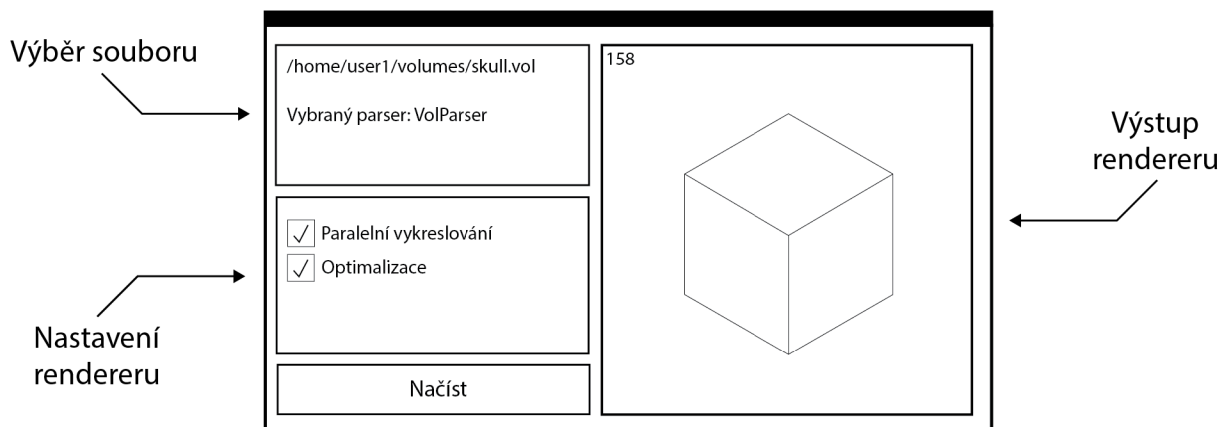 Výběr souboru
/home/user1/volumes/skull.vol
Vybraný parser: VolParser
158
Výstup
rendereru
Paralelní vykreslování
Optimalizace
Nastavení
rendereru
Načíst